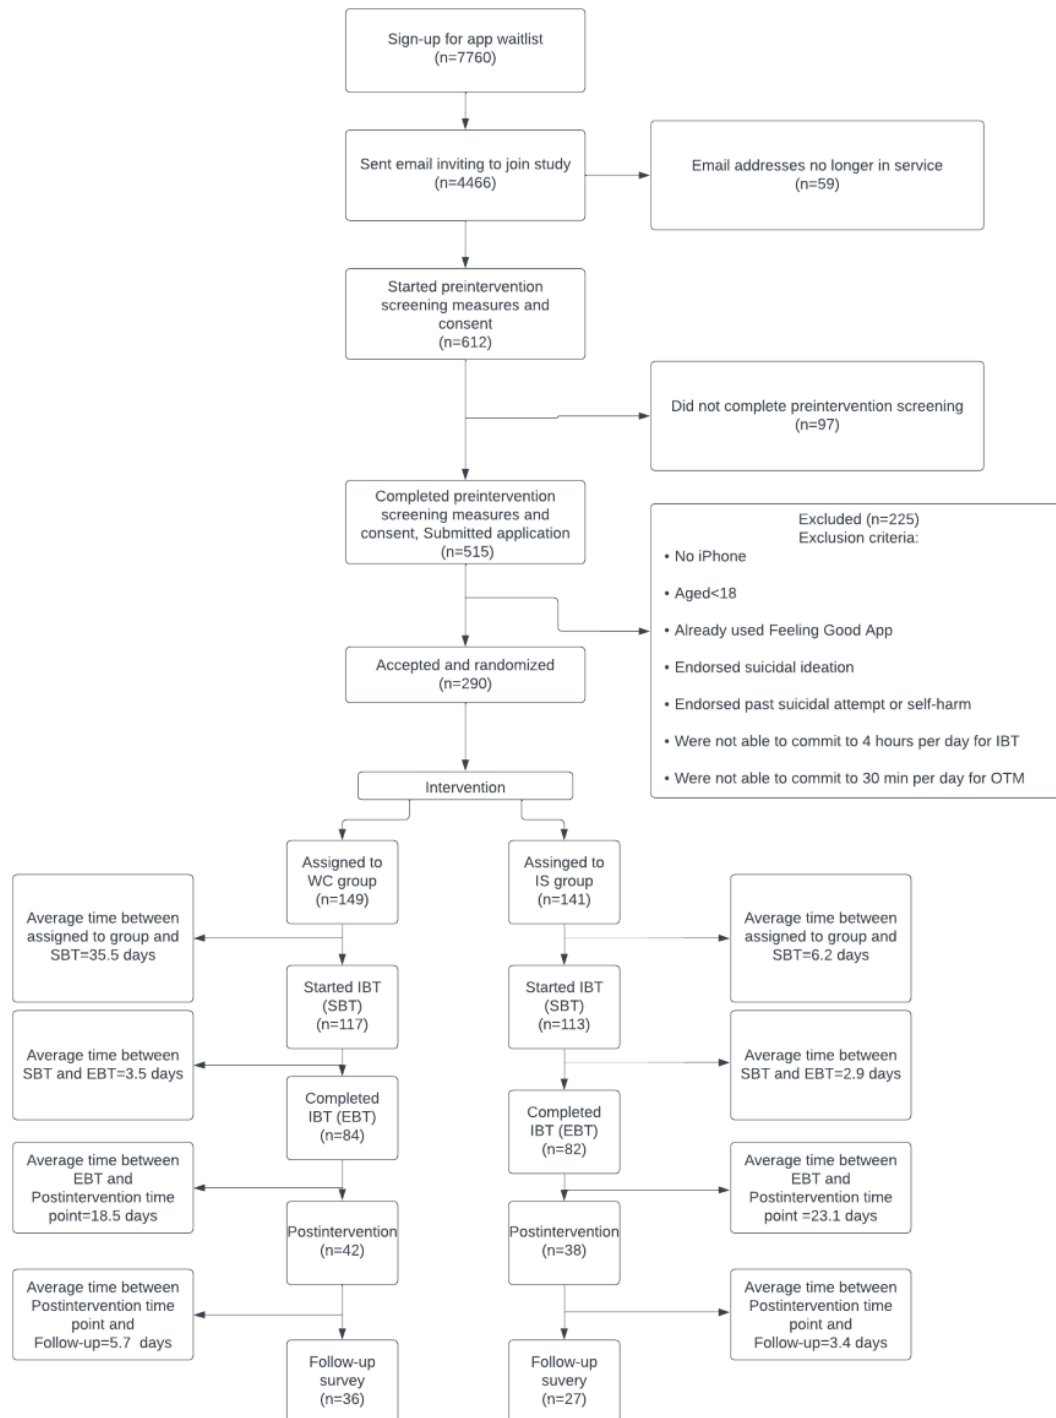 Sign-up for app waitlist
(n=7760)
Sent email inviting to join study
(n=4466)
Email addresses no longer in service
(n=59)
Started preintervention
screening measures and
consent
(n=612)
Did not complete preintervention screening
(n=97)
Completed preintervention
screening measures and
consent, Submitted application
(n=515)
Excluded (n=225)
Exclusion criteria:
• No iPhone
• Aged<18
• Already used Feeling Good App
• Endorsed suicidal ideation
• Endorsed past suicidal attempt or self-harm
• Were not able to commit to 4 hours per day for IBT
• Were not able to commit to 30 min per day for OTM
Accepted and randomized
(n=290)
Intervention
Assigned to
WC group
(n=149)
Assinged to
IS group
(n=141)
Average time between
assigned to group and
SBT=35.5 days
Average time between
assigned to group and
SBT=6.2 days
Started IBT
(SBT)
(n=117)
Started IBT
(SBT)
(n=113)
Average time between
SBT and EBT=3.5 days
Average time between
SBT and EBT=2.9 days
Completed
IBT (EBT)
(n=84)
Completed
IBT (EBT)
(n=82)
Average time between
EBT and
Postintervention time
point=18.5 days
Average time between
EBT and
Postintervention time
point =23.1 days
Postintervention
(n=42)
Postintervention
(n=38)
Average time between
Postintervention time
point and
Follow-up=5.7 days
Average time between
Postintervention time
point and
Follow-up=3.4 days
Follow-up
survey
(n=36)
Follow-up
suvery
(n=27)